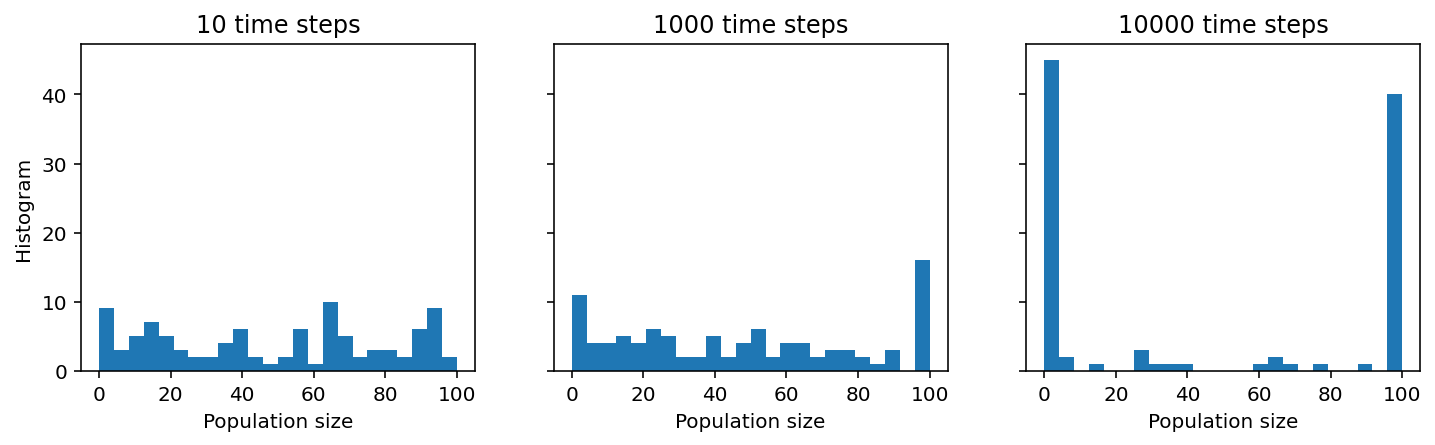 10 time steps
1000 time steps
10000 time steps
Histogram
40
30
20
10
0
0 20 40 60 80 100
0 20 40 60 80 100
0 20 40 60 80 100
Population size
Population size
Population size